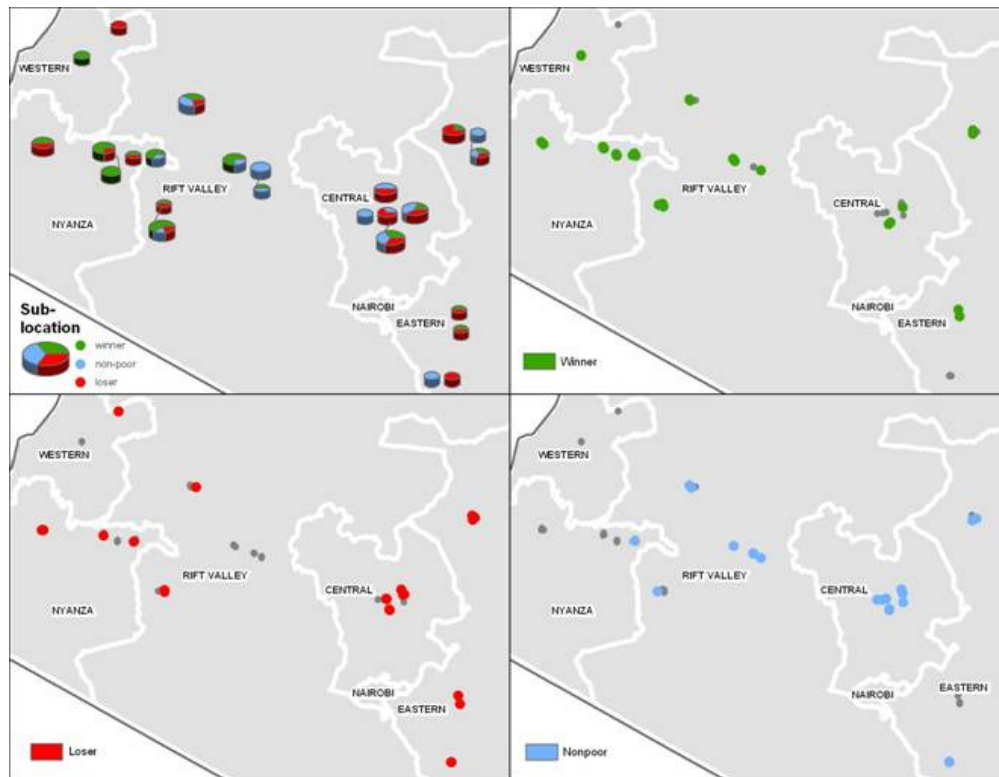 WESTERN
RIFT VALLEY
CENTRAL
NYANZA
NAIROBI
EASTERN
Sub-
location
winner
non-poor
loser
WESTERN
RIFT VALLEY
CENTRAL
NYANZA
NAIROBI
EASTERN
Winner
WESTERN
RIFT VALLEY
CENTRAL
NYANZA
NAIROBI
EASTERN
Loser
WESTERN
RIFT VALLEY
CENTRAL
NYANZA
EASTERN
NAIROBI
Nonpoor